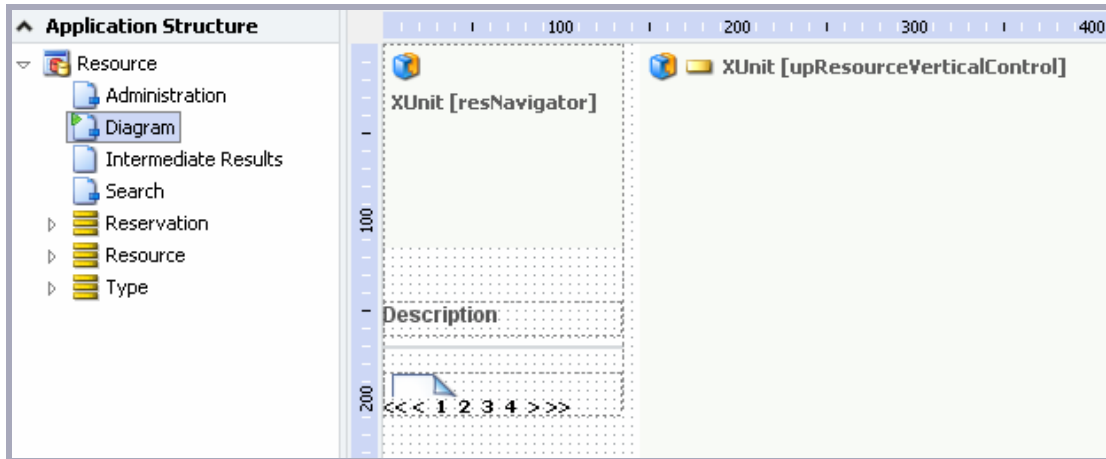 Application Structure
Resource
Administration
Diagram
Intermediate Results
Search
Reservation
Resource
Type
100 200 300 400
XUnit [resNavigator]
XUnit [upResourceVerticalControl]
100
Description
200
<< < 1 2 3 4 > >>